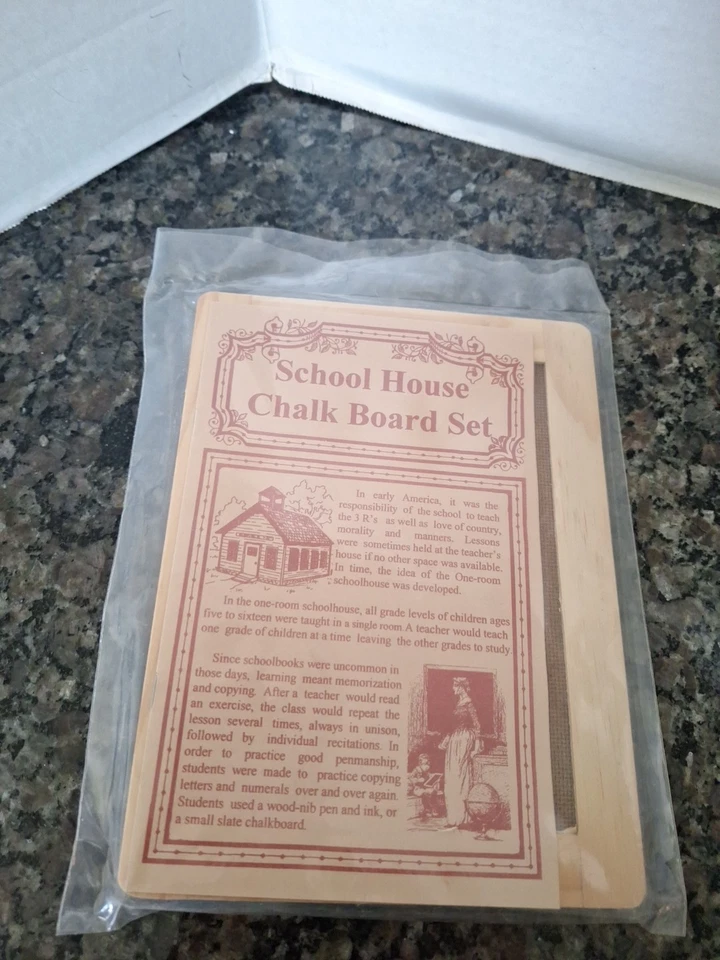 School House
Chalk Board Set
In early America, it was the
responsibility of the school to teach
the 3 R's as well as love of country,
morality and manners. Lessons
were sometimes held at the teacher's
house if no other space was available.
In time, the idea of the One-room
schoolhouse was developed.
In the one-room schoolhouse, all grade levels of children ages
five to sixteen were taught in a single room. A teacher would teach
one grade of children at a time leaving the other grades to study
Since schoolbooks were uncommon in
those days, learning meant memorization
and copying. After a teacher would read
an exercise, the class would repeat the
lesson several times, always in unison,
followed by individual recitations. In
order to practice good penmanship,
students were made to practice copying
letters and numerals over and over again.
Students used a wood-nib pen and ink, or
a small slate chalkboard.